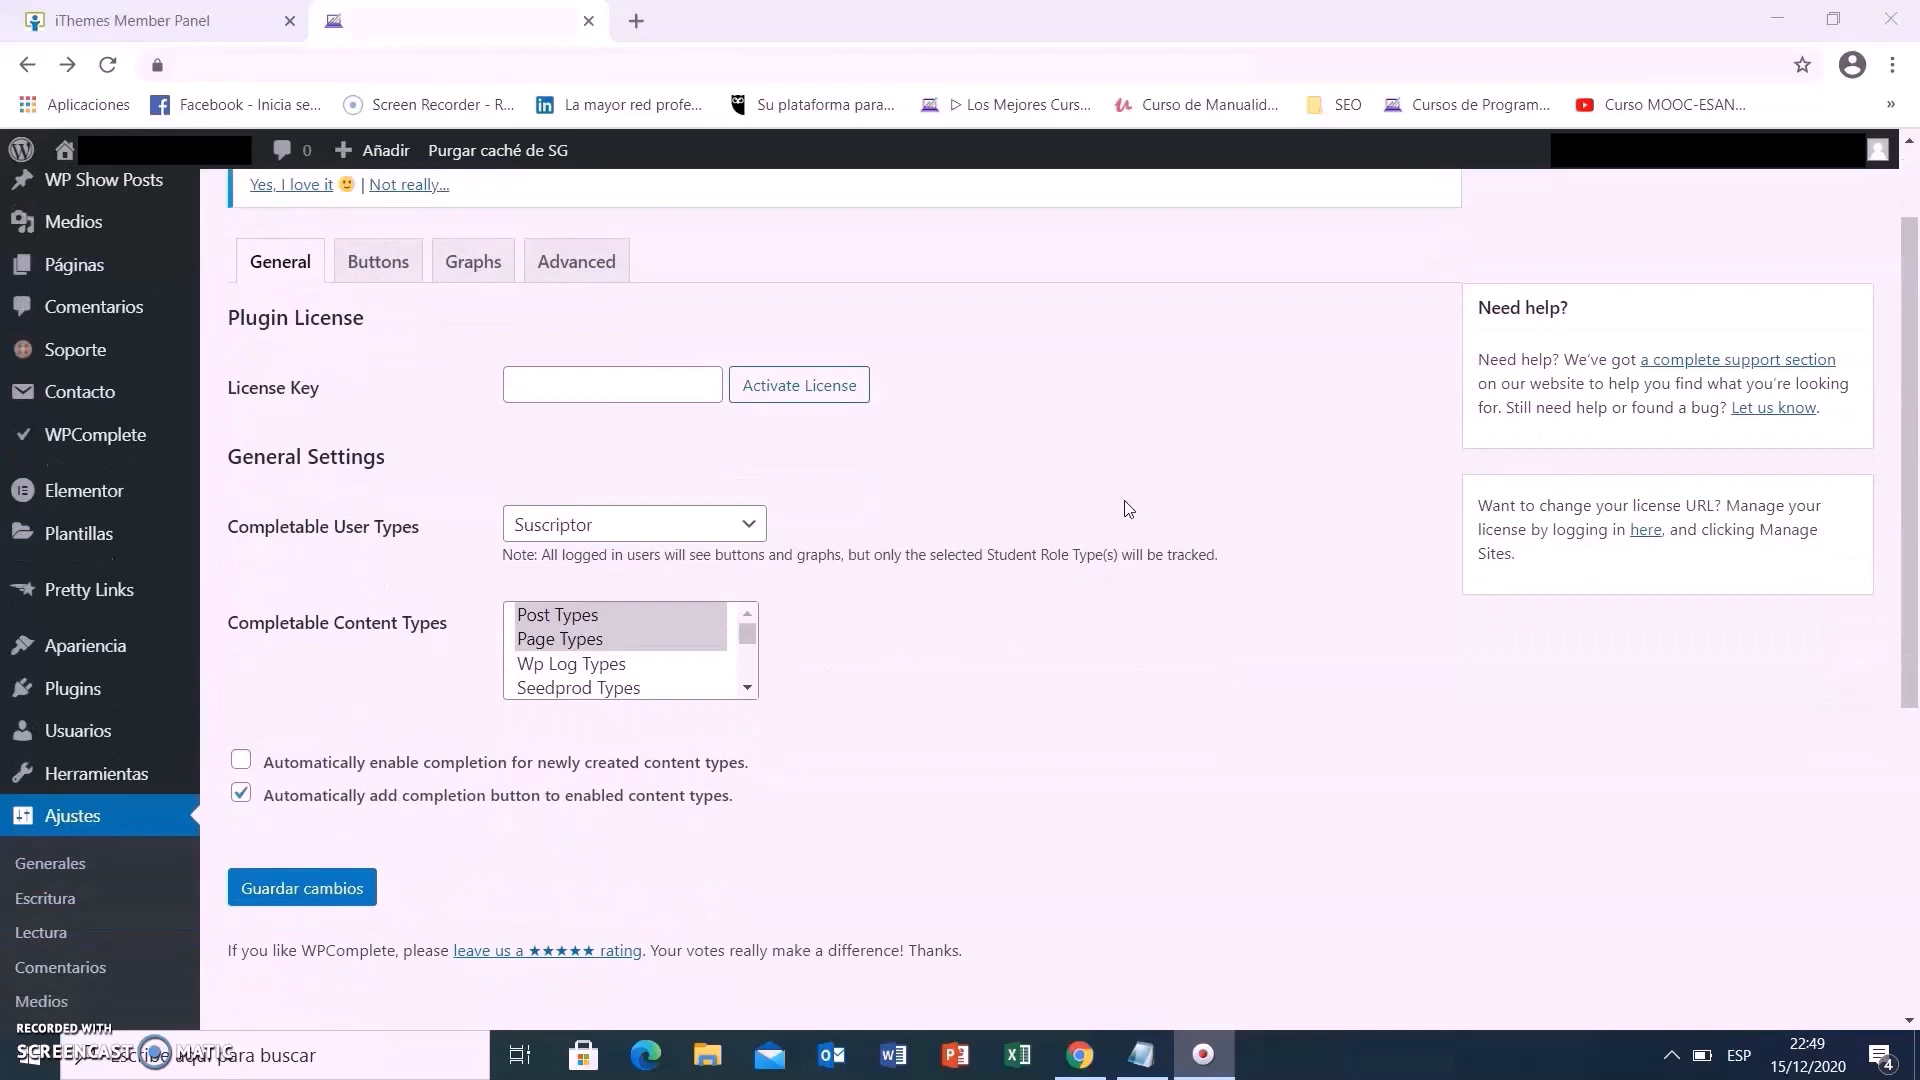 iThemes Member Panel
Aplicaciones
Facebook - Inicia se...
Screen Recorder - R...
La mayor red profe...
Su plataforma para...
▷ Los Mejores Curs...
Curso de Manualid...
SEO
Cursos de Program...
Curso MOOC-ESAN...
»
0
Añadir
Purgar caché de SG
WP Show Posts
Medios
Páginas
Comentarios
Soporte
Contacto
WPComplete
Elementor
Plantillas
Pretty Links
Apariencia
Plugins
Usuarios
Herramientas
Ajustes
Generales
Escritura
Lectura
Comentarios
Medios
Yes, I love it 🙂 | Not really...
General
Buttons
Graphs
Advanced
Plugin License
License Key
Activate License
General Settings
Completable User Types
Suscriptor
Note: All logged in users will see buttons and graphs, but only the selected Student Role Type(s) will be tracked.
Completable Content Types
Post Types
Page Types
Wp Log Types
Seedprod Types
Automatically enable completion for newly created content types.
Automatically add completion button to enabled content types.
Guardar cambios
If you like WPComplete, please leave us a ★★★★★ rating. Your votes really make a difference! Thanks.
Need help?
Need help? We've got a complete support section
on our website to help you find what you're looking
for. Still need help or found a bug? Let us know.
Want to change your license URL? Manage your
license by logging in here, and clicking Manage
Sites.
RECORDED WITH
SCREENCAST MATIC
Escribe aquí para buscar
ESP
22:49
15/12/2020
4